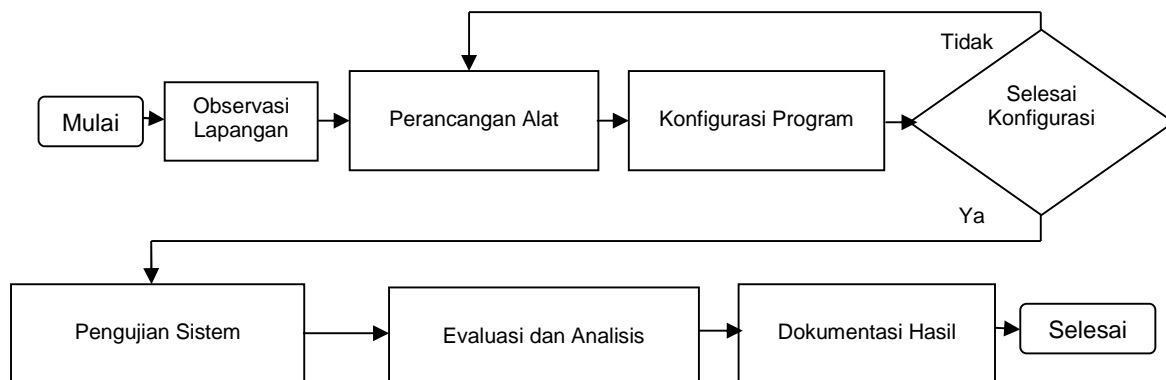 Mulai
Observasi
Lapangan
Perancangan Alat
Konfigurasi Program
Selesai
Konfigurasi
Tidak
Ya
Pengujian Sistem
Evaluasi dan Analisis
Dokumentasi Hasil
Selesai